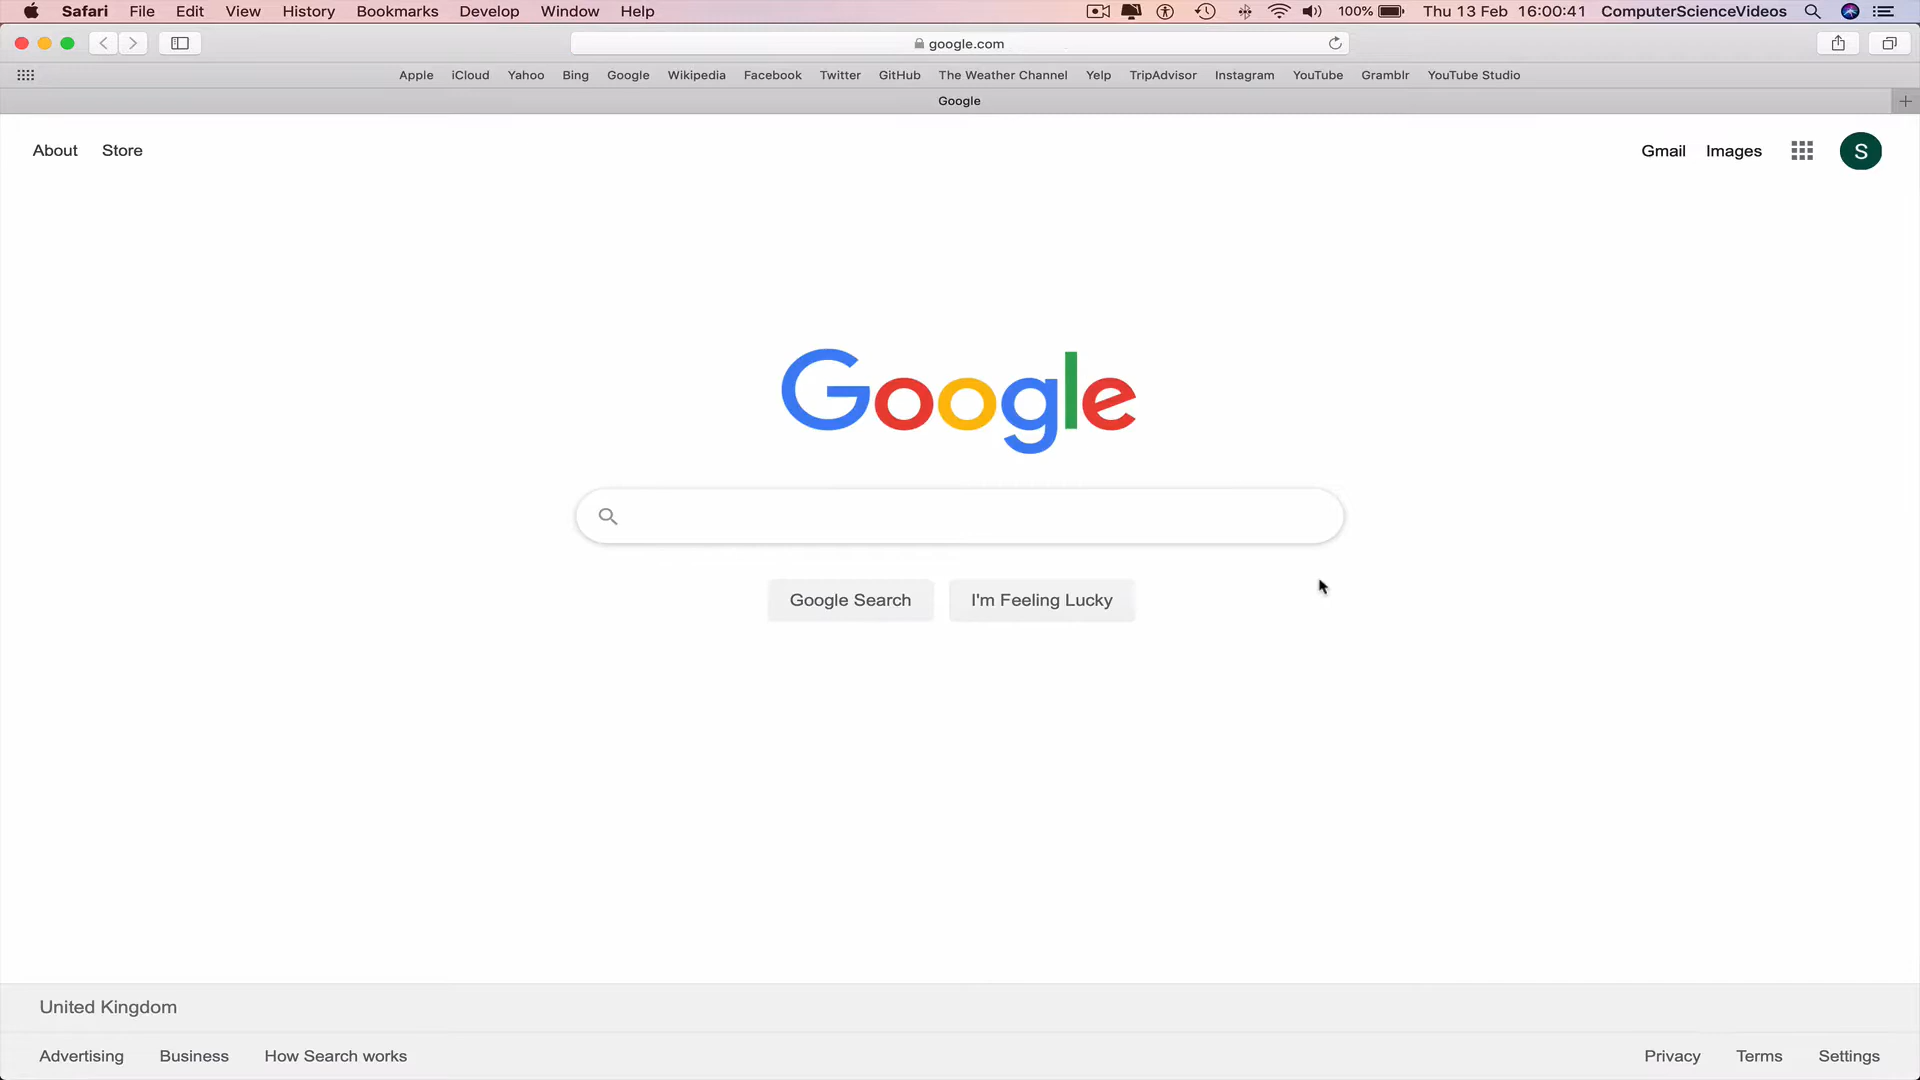 Safari File Edit View History Bookmarks Develop Window Help 100% Thu 13 Feb 16:00:41 ComputerScienceVideos
google.com
Apple iCloud Yahoo Bing Google Wikipedia Facebook Twitter GitHub The Weather Channel Yelp TripAdvisor Instagram YouTube Gramblr YouTube Studio
Google
About Store Gmail Images S
Google
Google Search I'm Feeling Lucky
United Kingdom
Advertising Business How Search works Privacy Terms Settings